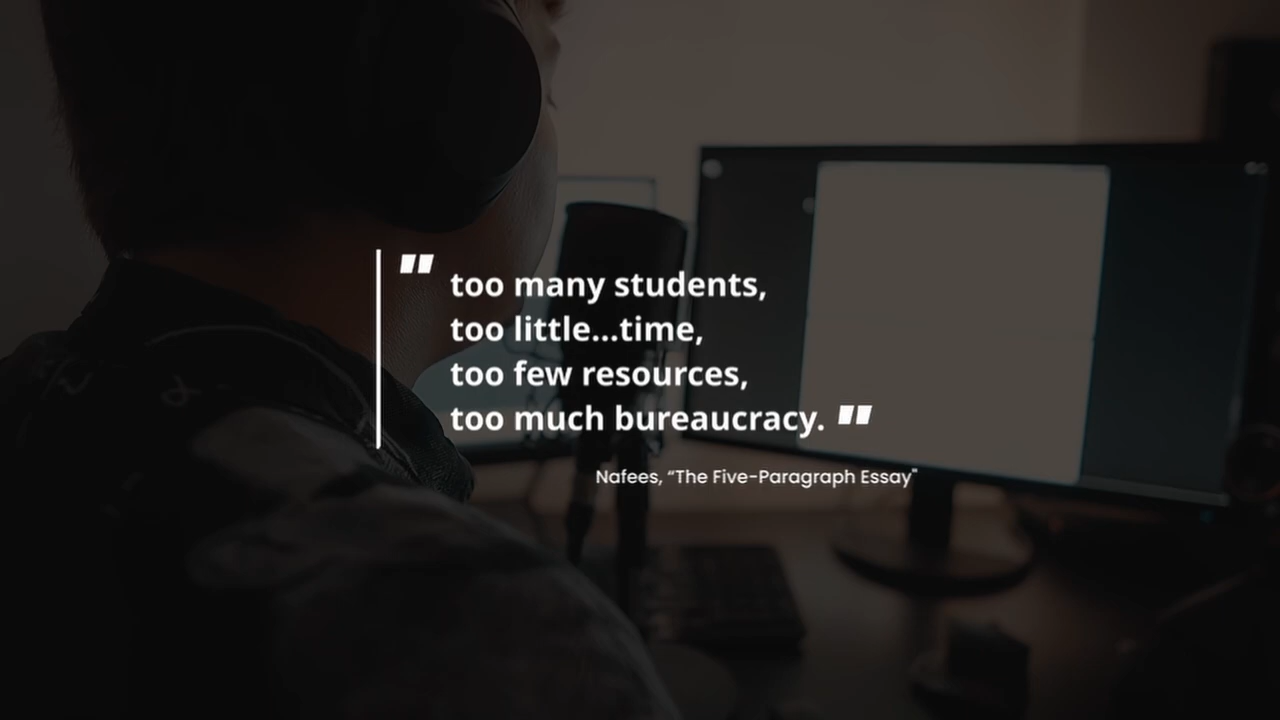 " too many students,
too little...time,
too few resources,
too much bureaucracy. "
Nafees, “The Five-Paragraph Essay"